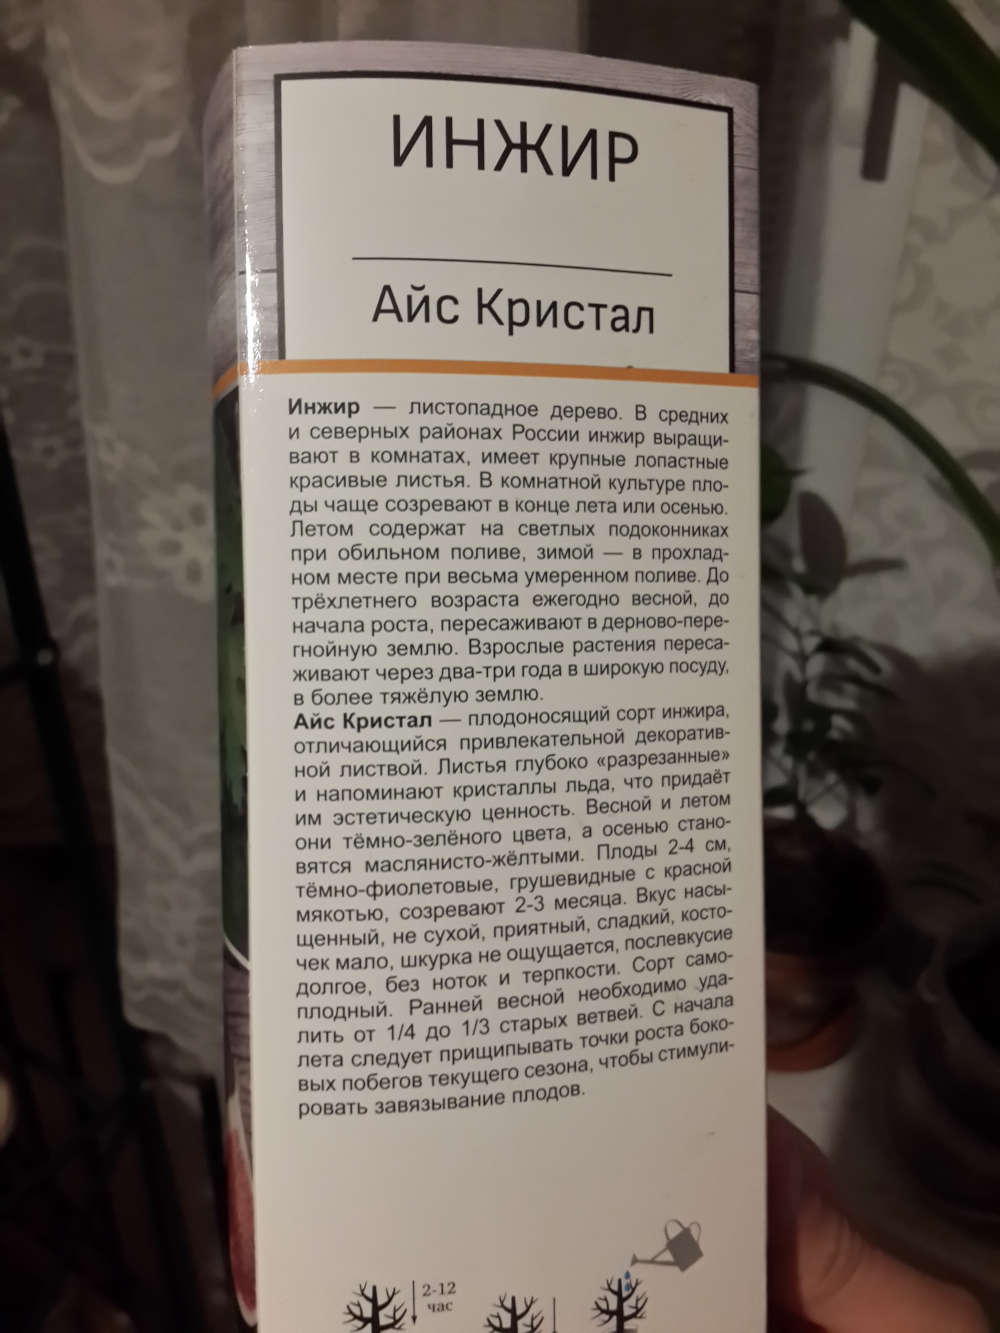 ИНЖИР
Айс Кристал
Инжир — листопадное дерево. В средних
и северных районах России инжир выращи-
вают в комнатах, имеет крупные лопастные
красивые листья. В комнатной культуре пло-
ды чаще созревают в конце лета или осенью.
Летом содержат на светлых подоконниках
при обильном поливе, зимой — в прохлад-
ном месте при весьма умеренном поливе. До
трёхлетнего возраста ежегодно весной, до
начала роста, пересаживают в дерново-пере-
гнойную землю. Взрослые растения переса-
живают через два-три года в широкую посуду,
в более тяжёлую землю.
Айс Кристал — плодоносящий сорт инжира,
отличающийся привлекательной декоратив-
ной листвой. Листья глубоко «разрезанные»
и напоминают кристаллы льда, что придаёт
им эстетическую ценность. Весной и летом
они тёмно-зелёного цвета, а осенью стано-
вятся маслянисто-жёлтыми. Плоды 2-4 см,
тёмно-фиолетовые, грушевидные с красной
мякотью, созревают 2-3 месяца. Вкус насы-
щенный, не сухой, приятный, сладкий, косто-
чек мало, шкурка не ощущается, послевкусие
долгое, без ноток и терпкости. Сорт само-
плодный. Ранней весной необходимо уда-
лить от 1/4 до 1/3 старых ветвей. С начала
лета следует прищипывать точки роста боко-
вых побегов текущего сезона, чтобы стимули-
ровать завязывание плодов.
2-12
час